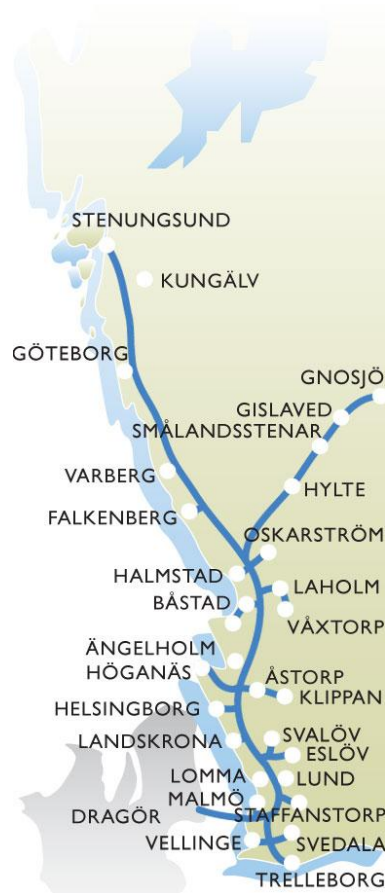 STENUNGSUND
KUNGÄLV
GÖTEBORG
GNOSJÖ
GISLAVED
SMÅLANDSSTENAR
VARBERG
HYLTE
FALKENBERG
OSKARSTRÖM
HALMSTAD
LAHOLM
BÅSTAD
VÅXTORP
ÄNGELHOLM
HÖGANÄS
ÅSTORP
KLIPPAN
HELSINGBORG
SVALÖV
LANDSKRONA
ESLÖV
LOMMA
LUND
MALMÖ
STAFFANSTORP
DRAGÖR
VELLINGE
SVEDALA
TRELLEBORG